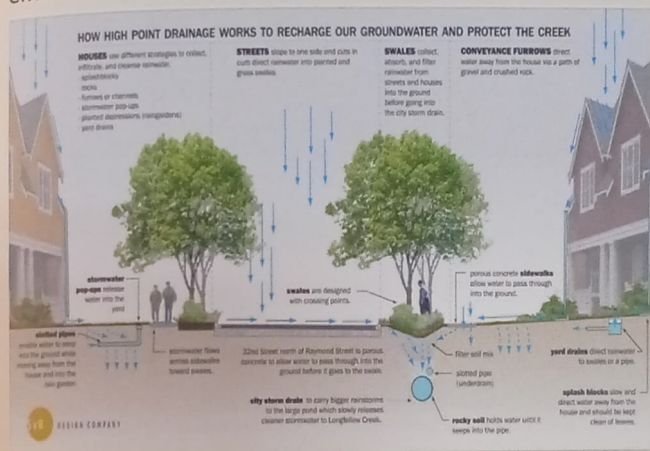 HOW HIGH POINT DRAINAGE WORKS TO RECHARGE OUR GROUNDWATER AND PROTECT THE CREEK
HOUSES use different strategies to collect,
infiltrate, and cleanse rainwater.
- splashblocks
- rocks
- furrows or channels
- stormwater pop-ups
- planted depressions (raingardens)
- yard drains
STREETS slope to one side and cuts in
curb direct rainwater into planted and
grass swales.
SWALES collect,
absorb, and filter
rainwater from
streets and houses
into the ground
before going into
the city storm drain.
CONVEYANCE FURROWS direct
water away from the house via a path of
gravel and crushed rock.
stormwater
pop-ups release
water into the
yard
swales are designed
with crossing points.
porous concrete sidewalks
allow water to pass through
into the ground.
slotted pipes
enable water to seep
into the ground while
moving away from the
house and into the
rain garden
stormwater flows
across sidewalks
toward swales.
32nd Street north of Raymond Street is porous
concrete to allow water to pass through into the
ground before it goes to the swale.
filter soil mix
slotted pipe
(underdrain)
yard drains direct rainwater
to swales or a pipe.
city storm drain to carry bigger rainstorms
to the large pond which slowly releases
cleaner stormwater to Longfellow Creek.
rocky soil holds water until it
seeps into the pipe.
splash blocks slow and
direct water away from the
house and should be kept
clean of leaves.
SvR DESIGN COMPANY